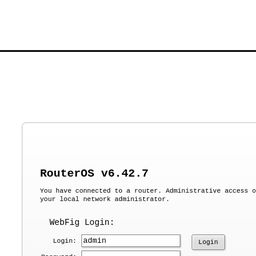 RouterOS v6.42.7
You have connected to a router. Administrative access o
your local network administrator.
WebFig Login:
Login: admin Login